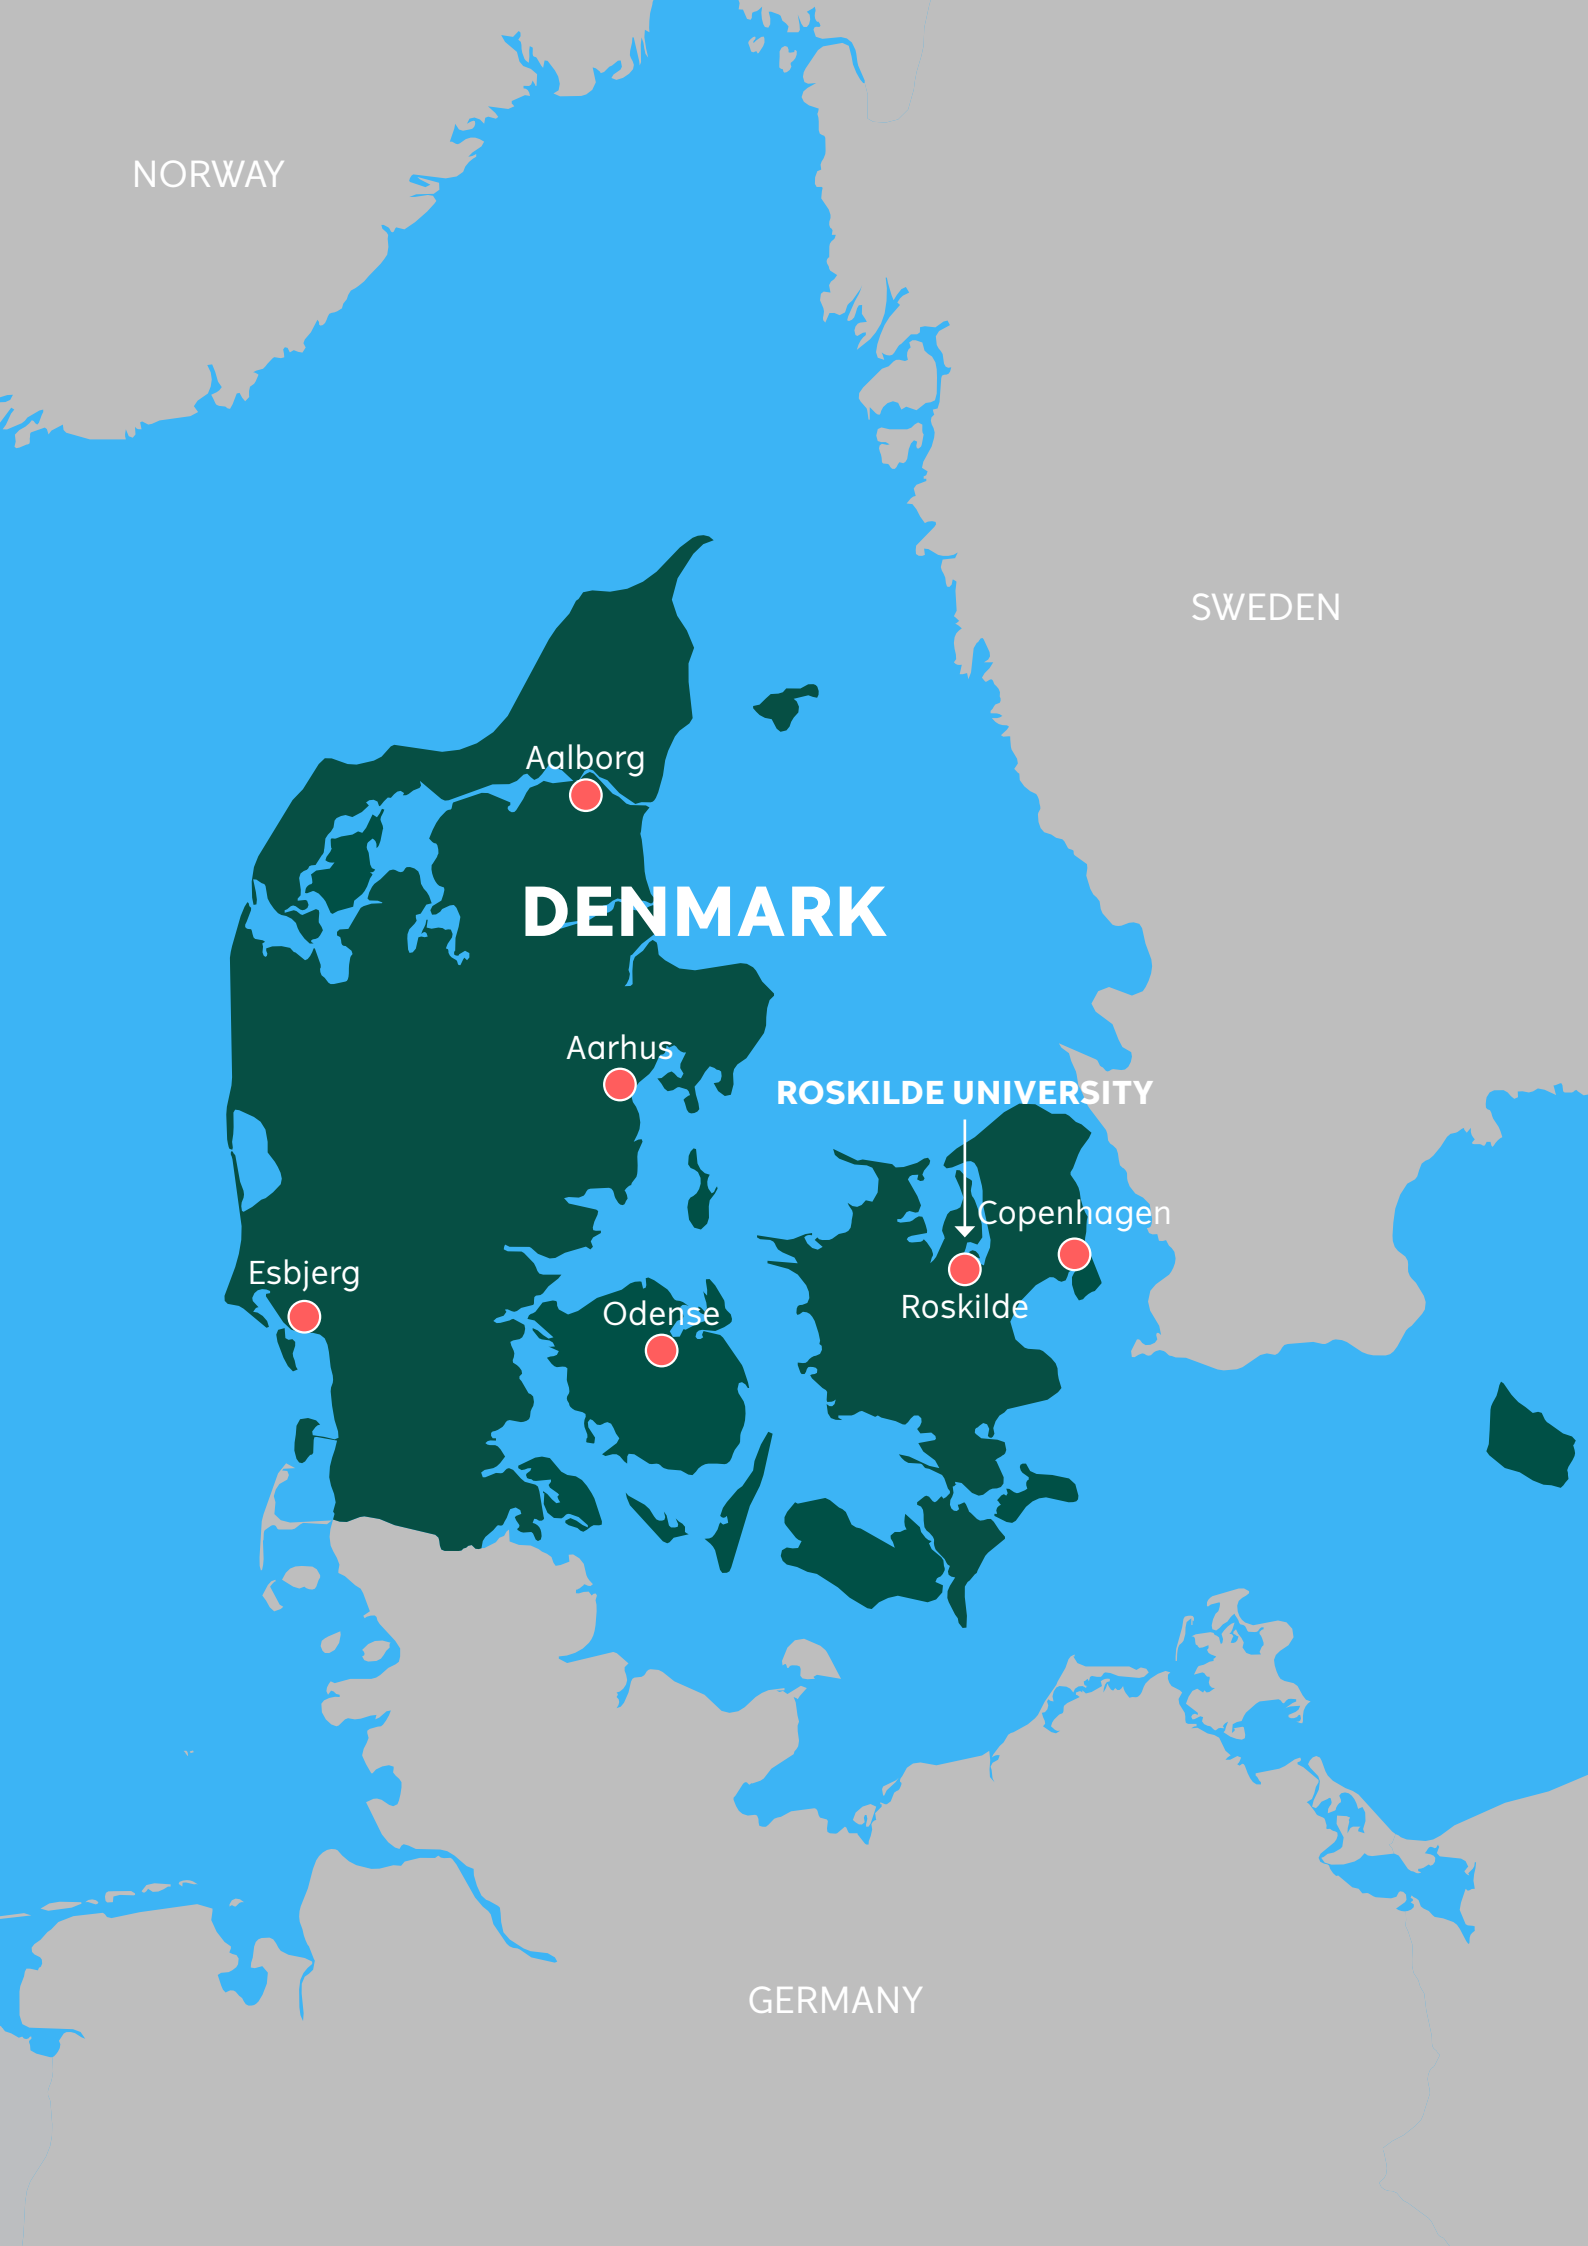 NORWAY
SWEDEN
Aalborg
DENMARK
Aarhus
ROSKILDE UNIVERSITY
Copenhagen
Esbjerg
Roskilde
Odense
GERMANY